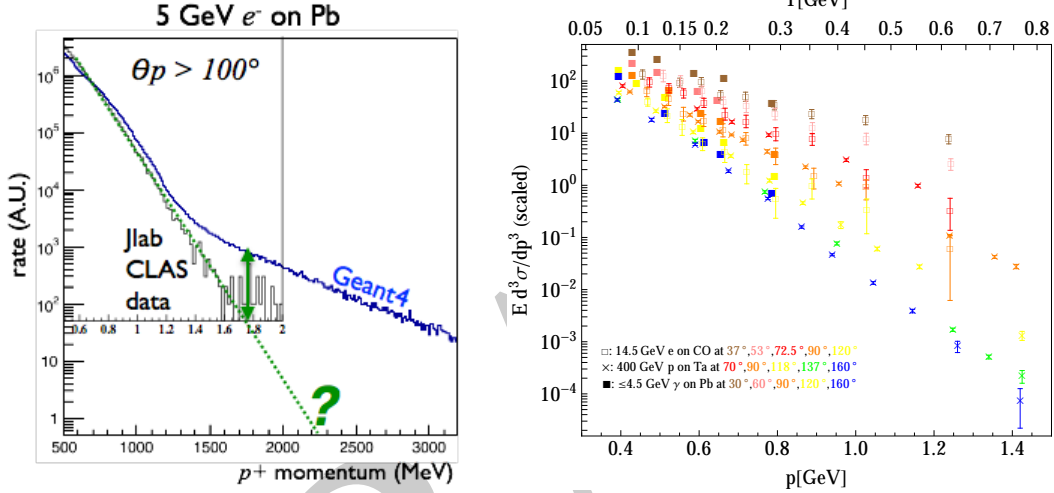 5 GeV e⁻ on Pb
θp > 100°
rate (A.U.)
10⁶
10⁵
10⁴
10³
10²
10
1
Jlab
CLAS
data
Geant4
0.6 0.8 1 1.2 1.4 1.6 1.8 2
?
500 1000 1500 2000 2500 3000
p+ momentum (MeV)
T[GeV]
0.05 0.1 0.15 0.2 0.3 0.4 0.5 0.6 0.7 0.8
E d³σ/dp³ (scaled)
10²
10¹
10⁰
10⁻¹
10⁻²
10⁻³
10⁻⁴
□: 14.5 GeV e on CO at 37°,53°,72.5°,90°,120°
×: 400 GeV p on Ta at 70°,90°,118°,137°,160°
■: ≤4.5 GeV γ on Pb at 30°,60°,90°,120°,160°
0.4 0.6 0.8 1.0 1.2 1.4
p[GeV]